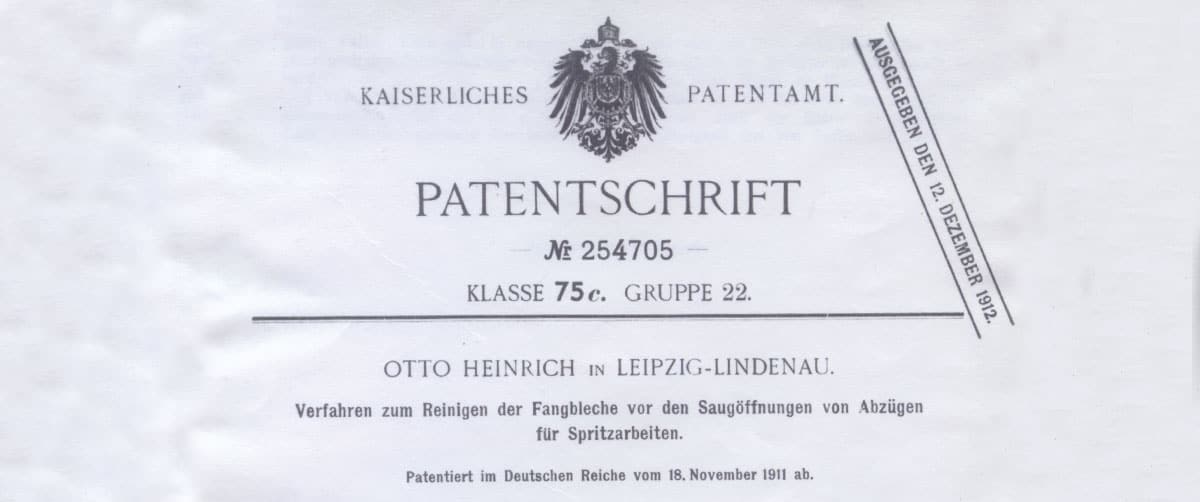 KAISERLICHES PATENTAMT.
PATENTSCHRIFT
— № 254705 —
KLASSE 75c. GRUPPE 22.
AUSGEGEBEN DEN 12. DEZEMBER 1912.
OTTO HEINRICH IN LEIPZIG-LINDENAU.
Verfahren zum Reinigen der Fangbleche vor den Saugöffnungen von Abzügen
für Spritzarbeiten.
Patentiert im Deutschen Reiche vom 18. November 1911 ab.